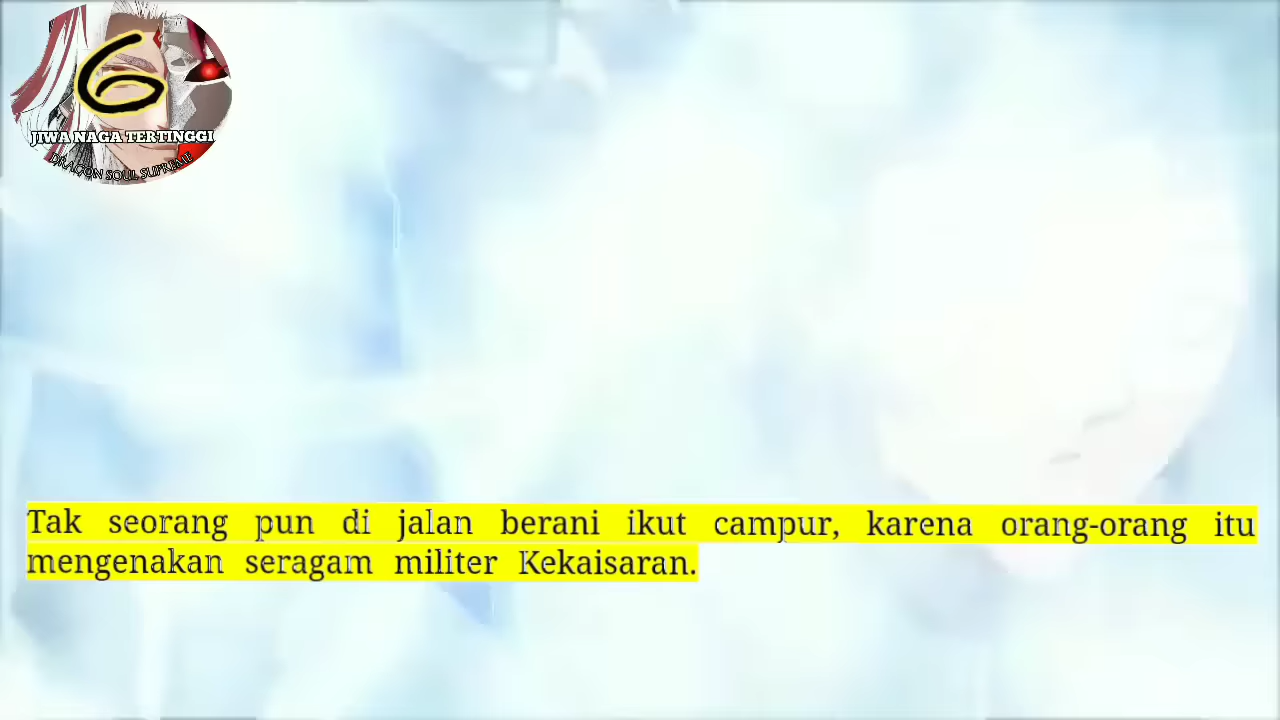 6
JIWA NAGA TERTINGGI
DRAGON SOUL SUPREME
Tak seorang pun di jalan berani ikut campur, karena orang-orang itu
mengenakan seragam militer Kekaisaran.